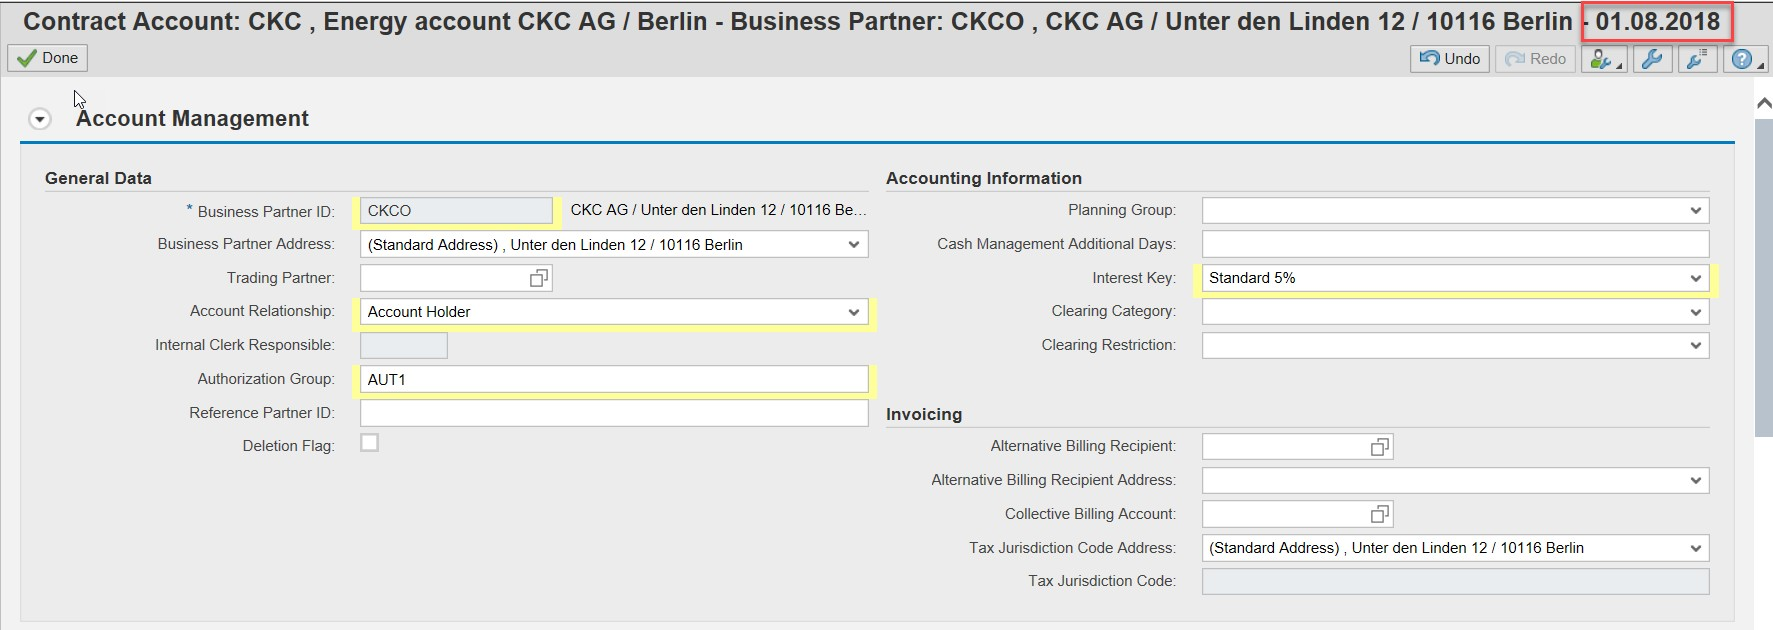 Contract Account: CKC , Energy account CKC AG / Berlin - Business Partner: CKCO , CKC AG / Unter den Linden 12 / 10116 Berlin - 01.08.2018
Done
Undo
Redo
Account Management
General Data
* Business Partner ID: CKCO CKC AG / Unter den Linden 12 / 10116 Be...
Business Partner Address: (Standard Address) , Unter den Linden 12 / 10116 Berlin
Trading Partner:
Account Relationship: Account Holder
Internal Clerk Responsible:
Authorization Group: AUT1
Reference Partner ID:
Deletion Flag:
Accounting Information
Planning Group:
Cash Management Additional Days:
Interest Key: Standard 5%
Clearing Category:
Clearing Restriction:
Invoicing
Alternative Billing Recipient:
Alternative Billing Recipient Address:
Collective Billing Account:
Tax Jurisdiction Code Address: (Standard Address) , Unter den Linden 12 / 10116 Berlin
Tax Jurisdiction Code: